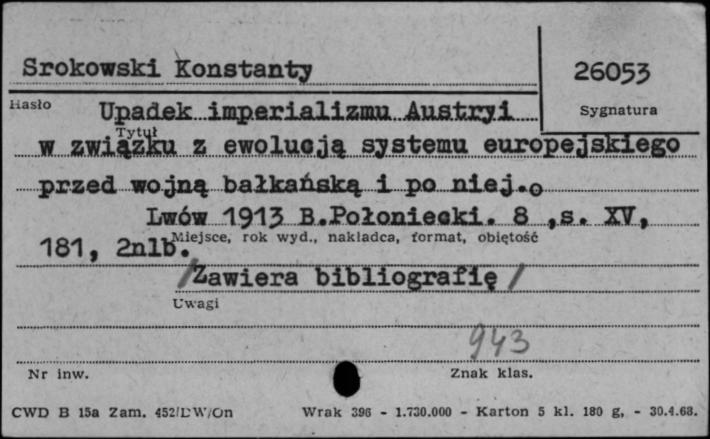 Srokowski Konstanty
26053
Hasło
Sygnatura
Upadek imperializmu Austryi
Tytuł
w związku z ewolucją systemu europejskiego
przed wojną bałkańską i po niej.
Lwów 1913 B.Połoniecki. 8 ,s. XV,
Miejsce, rok wyd., nakładca, format, objętość
181, 2nlb.
/Zawiera bibliografię/
Uwagi
943
Nr inw.
Znak klas.
CWD B 15a Zam. 452/DW/On Wrak 396 - 1.730.000 - Karton 5 kl. 180 g, - 30.4.68.